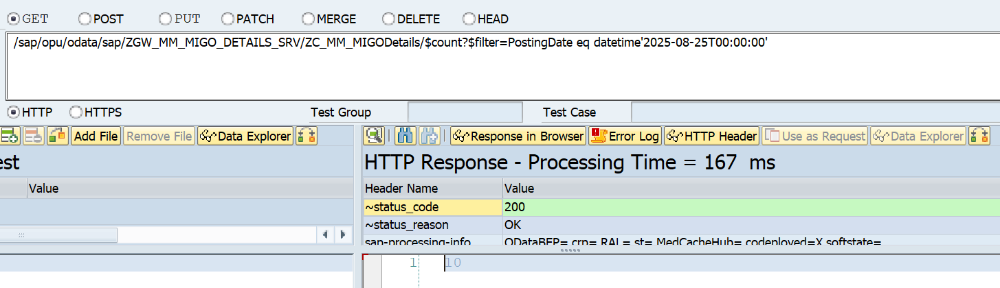 GET POST PUT PATCH MERGE DELETE HEAD
/sap/opu/odata/sap/ZGW_MM_MIGO_DETAILS_SRV/ZC_MM_MIGODetails/$count?$filter=PostingDate eq datetime'2025-08-25T00:00:00'
HTTP HTTPS Test Group Test Case
Add File Remove File Data Explorer Response in Browser Error Log HTTP Header Use as Request Data Explorer
est HTTP Response - Processing Time = 167 ms
Value Header Name Value
~status_code 200
~status_reason OK
sap-processing-info ODataBEP= crp= RAL= st= MedCacheHub= codeployed=X softstate=
1 10